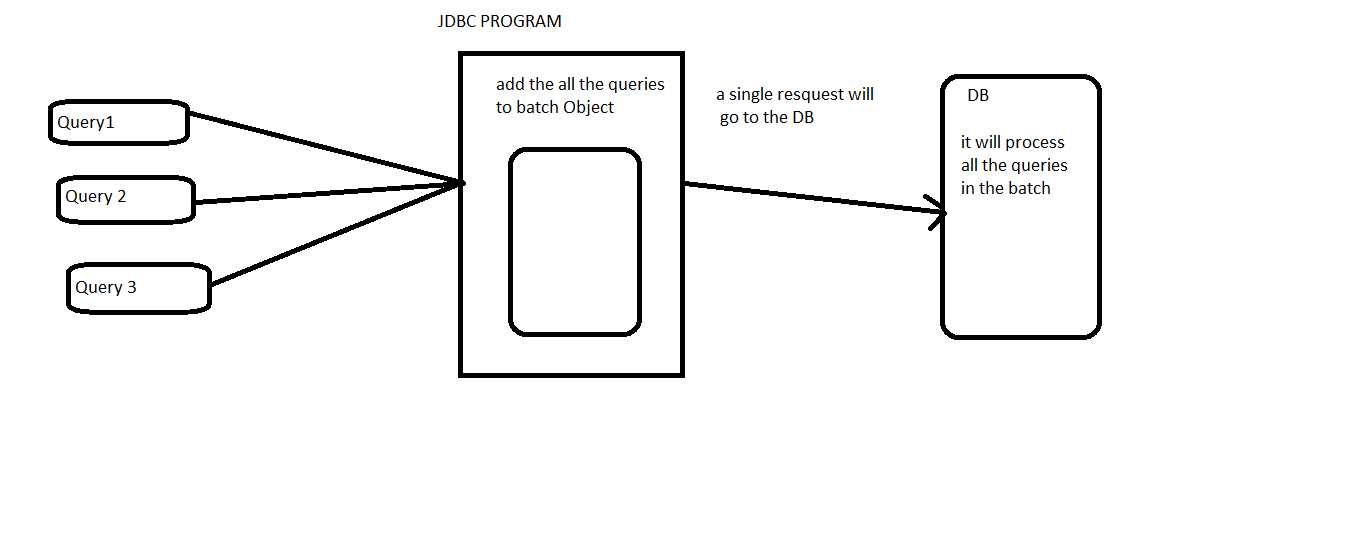 JDBC PROGRAM
Query1
Query 2
Query 3
add the all the queries
to batch Object
a single resquest will
go to the DB
DB
it will process
all the queries
in the batch